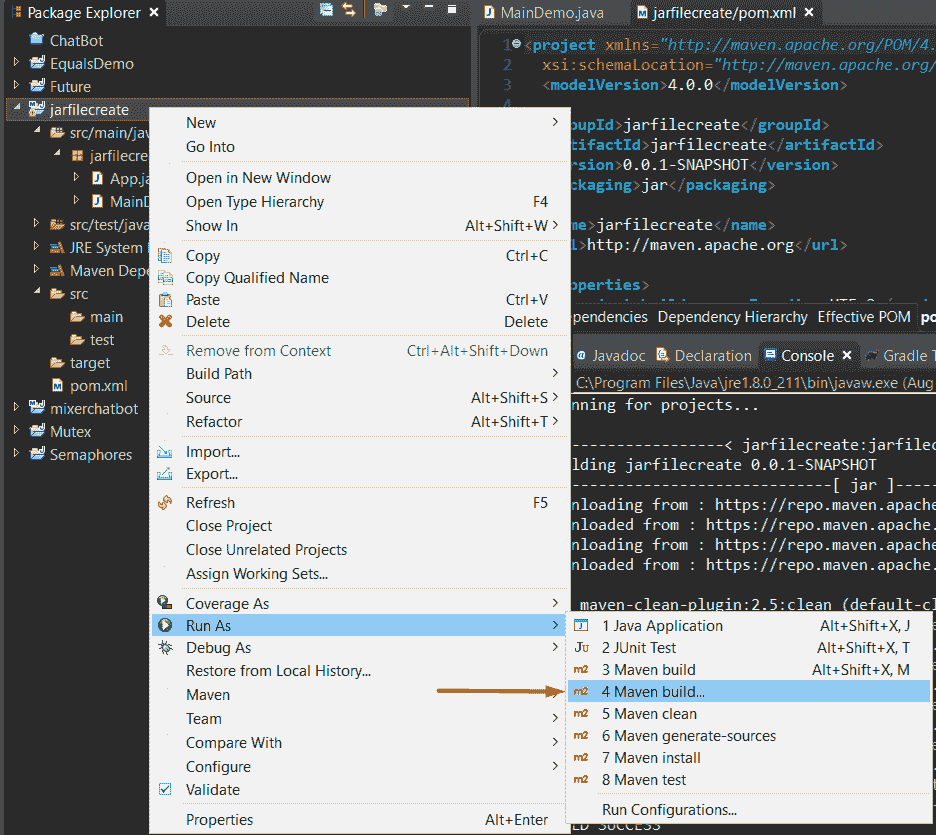 Package Explorer
ChatBot
EqualsDemo
Future
jarfilecreate
src/main/jav
jarfilecre
App.ja
MainD
src/test/java
JRE System
Maven Depe
src
main
test
target
pom.xml
mixerchatbot
Mutex
Semaphores
New
Go Into
Open in New Window
Open Type Hierarchy F4
Show In Alt+Shift+W
Copy Ctrl+C
Copy Qualified Name
Paste Ctrl+V
Delete Delete
Remove from Context Ctrl+Alt+Shift+Down
Build Path
Source Alt+Shift+S
Refactor Alt+Shift+T
Import...
Export...
Refresh F5
Close Project
Close Unrelated Projects
Assign Working Sets...
Coverage As
Run As
Debug As
Restore from Local History...
Maven
Team
Compare With
Configure
Validate
Properties Alt+Enter
1 Java Application Alt+Shift+X, J
2 JUnit Test Alt+Shift+X, T
3 Maven build Alt+Shift+X, M
4 Maven build...
5 Maven clean
6 Maven generate-sources
7 Maven install
8 Maven test
Run Configurations...
MainDemo.java jarfilecreate/pom.xml
1 <project xmlns="http://maven.apache.org/POM/4.
2 xsi:schemaLocation="http://maven.apache.org/
3 <modelVersion>4.0.0</modelVersion>
4
oupId>jarfilecreate</groupId>
tifactId>jarfilecreate</artifactId>
rsion>0.0.1-SNAPSHOT</version>
ckaging>jar</packaging>
me>jarfilecreate</name>
l>http://maven.apache.org</url>
operties>
pendencies Dependency Hierarchy Effective POM po
Javadoc Declaration Console Gradle T
C:\Program Files\Java\jre1.8.0_211\bin\javaw.exe (Aug
nning for projects...
-----------------< jarfilecreate:jarfilec
lding jarfilecreate 0.0.1-SNAPSHOT
----------------------------[ jar ]-----
nloading from : https://repo.maven.apache
nloaded from : https://repo.maven.apache.
nloading from : https://repo.maven.apache
nloaded from : https://repo.maven.apache.
maven-clean-plugin:2.5:clean (default-cl
LD SUCCESS